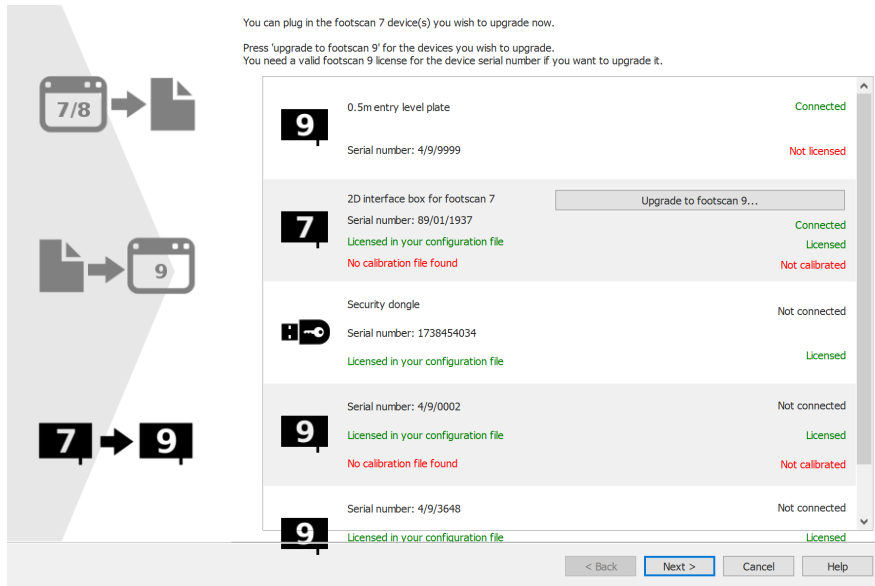 You can plug in the footscan 7 device(s) you wish to upgrade now.
Press 'upgrade to footscan 9' for the devices you wish to upgrade.
You need a valid footscan 9 license for the device serial number if you want to upgrade it.
7/8
9
7 9
9
0.5m entry level plate
Connected
Serial number: 4/9/9999
Not licensed
7
2D interface box for footscan 7
Upgrade to footscan 9...
Serial number: 89/01/1937
Connected
Licensed in your configuration file
Licensed
No calibration file found
Not calibrated
Security dongle
Not connected
Serial number: 1738454034
Licensed in your configuration file
Licensed
9
Serial number: 4/9/0002
Not connected
Licensed in your configuration file
Licensed
No calibration file found
Not calibrated
9
Serial number: 4/9/3648
Not connected
Licensed in your configuration file
Licensed
< Back
Next >
Cancel
Help